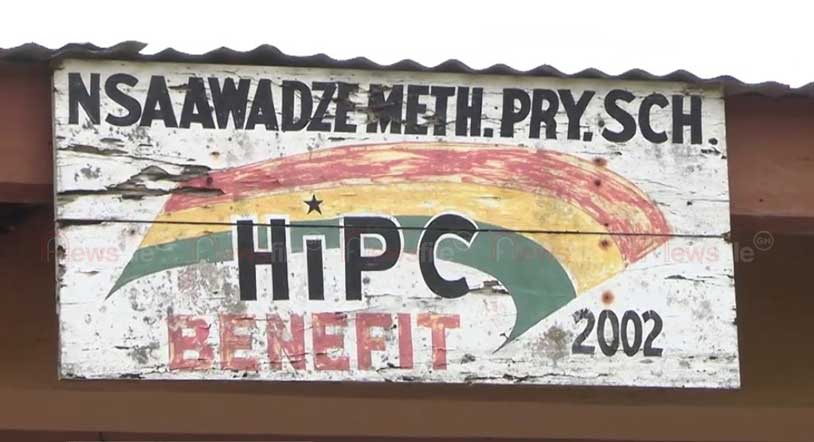 NSAAWADZE METH. PRY. SCH.
HiPC
BENEFIT
2002